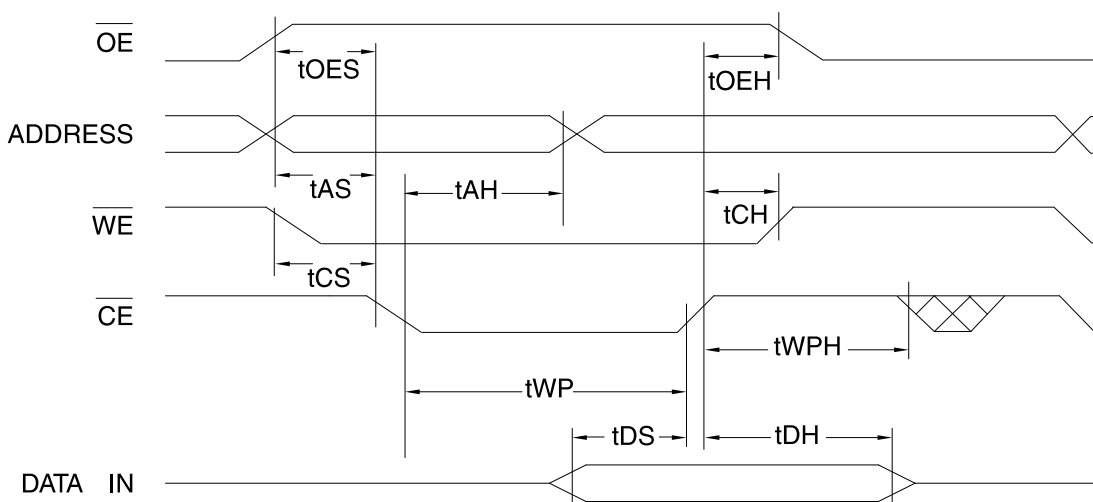 OE
tOES
tOEH
ADDRESS
tAS
tAH
tCH
WE
tCS
CE
tWPH
tWP
tDS
tDH
DATA IN